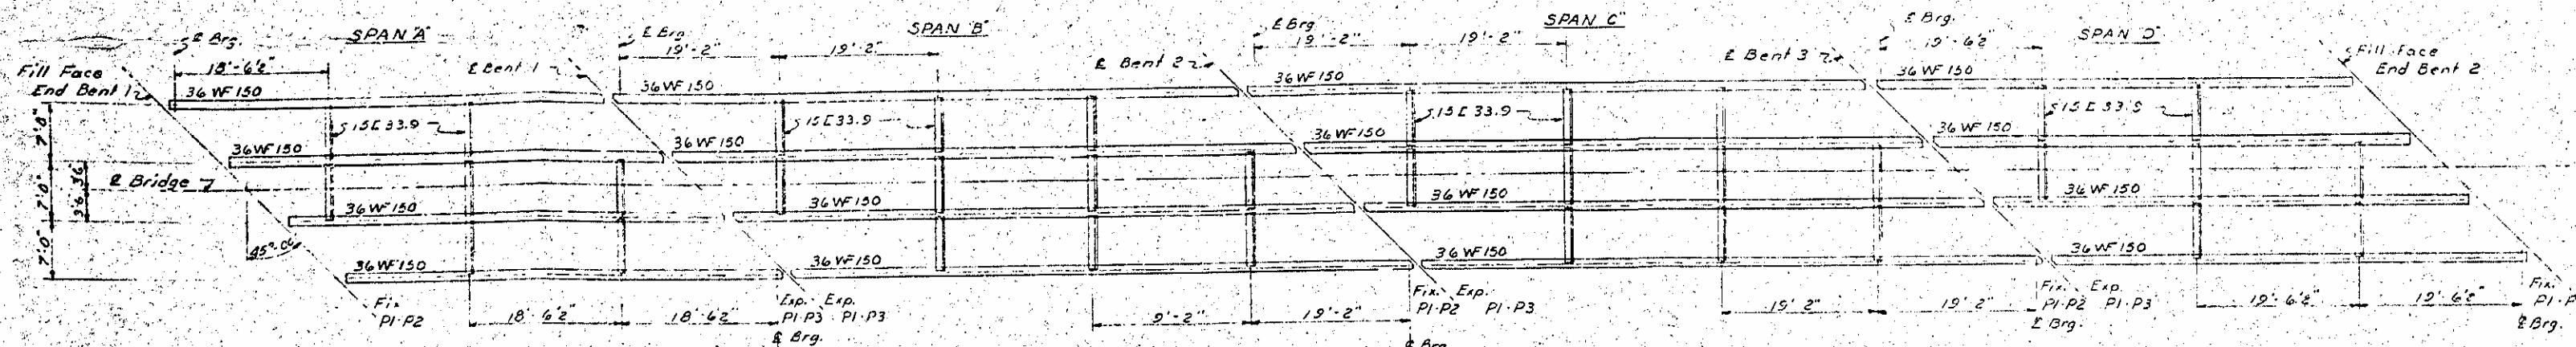 SPAN "A"
SPAN "B"
SPAN "C"
SPAN "D"
℄ Brg.
℄ Brg
℄ Brg.
℄ Brg.
18'-6½"
19'-2"
19'-2"
19'-2"
19'-2"
19'-6½"
Fill Face
End Bent 1
℄ Bent 1
℄ Bent 2
℄ Bent 3
Fill Face
End Bent 2
36 WF 150
36 WF 150
36 WF 150
36 WF 150
15 [ 33.9
15 [ 33.9
15 [ 33.9
15 [ 33.9
36 WF 150
36 WF 150
36 WF 150
36 WF 150
7'-0"
℄ Bridge
3'6"
3'6"
7'-0"
36 WF 150
36 WF 150
36 WF 150
36 WF 150
7'-0"
45°
36 WF 150
36 WF 150
36 WF 150
36 WF 150
Fix
P1-P2
18'-6½"
18'-6½"
Exp. Exp.
P1-P3 P1-P3
℄ Brg.
9'-2"
19'-2"
Fix. Exp.
P1-P2 P1-P3
℄ Brg.
19'-2"
19'-2"
Fix. Exp.
P1-P2 P1-P3
℄ Brg.
19'-6½"
19'-6½"
Fix.
℄ Brg.